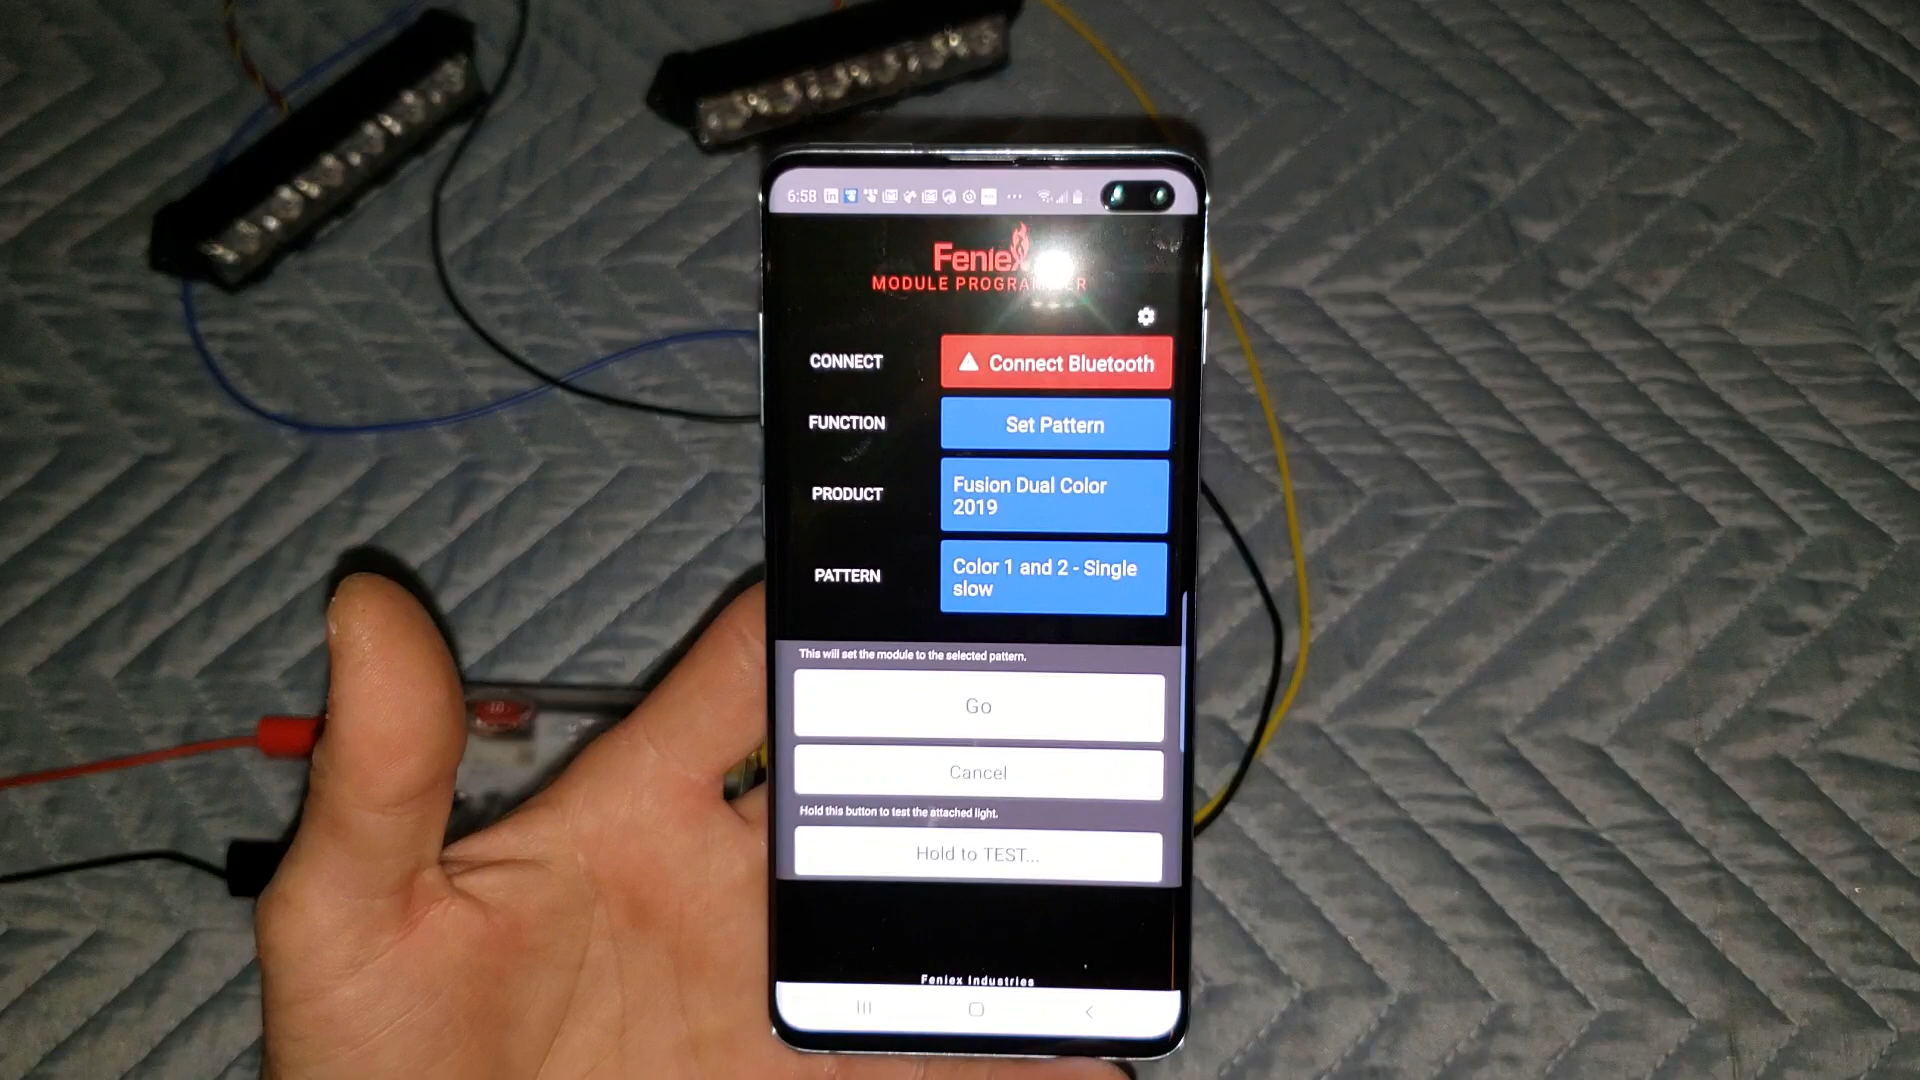 6:58
Feniex
MODULE PROGRAMMER
CONNECT
Connect Bluetooth
FUNCTION
Set Pattern
PRODUCT
Fusion Dual Color
2019
PATTERN
Color 1 and 2 - Single
slow
This will set the module to the selected pattern.
Go
Cancel
Hold this button to test the attached light.
Hold to TEST...
Feniex Industries